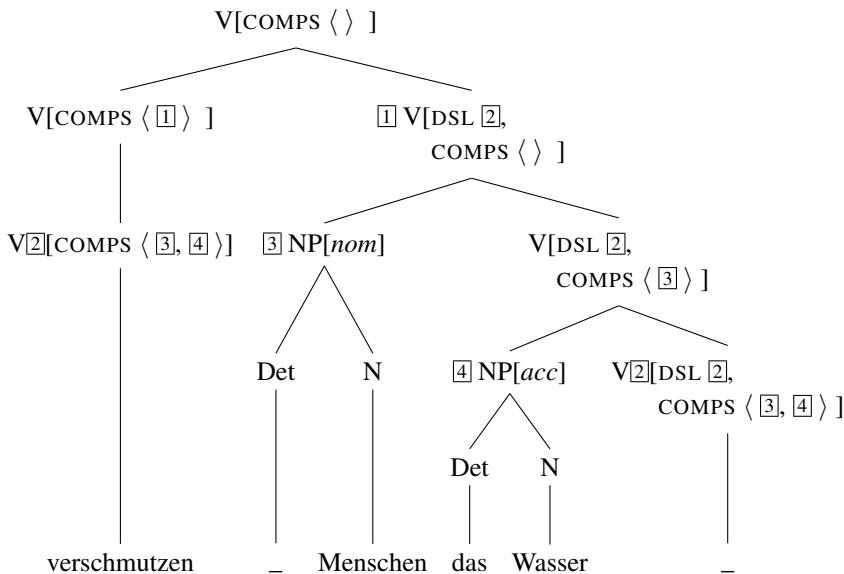 V[COMPS ⟨ ⟩ ]
V[COMPS ⟨ 1 ⟩ ] 1 V[DSL 2,
COMPS ⟨ ⟩ ]
V2[COMPS ⟨ 3, 4 ⟩] 3 NP[nom] V[DSL 2,
COMPS ⟨ 3 ⟩ ]
Det N 4 NP[acc] V2[DSL 2,
COMPS ⟨ 3, 4 ⟩ ]
Det N
verschmutzen _ Menschen das Wasser _